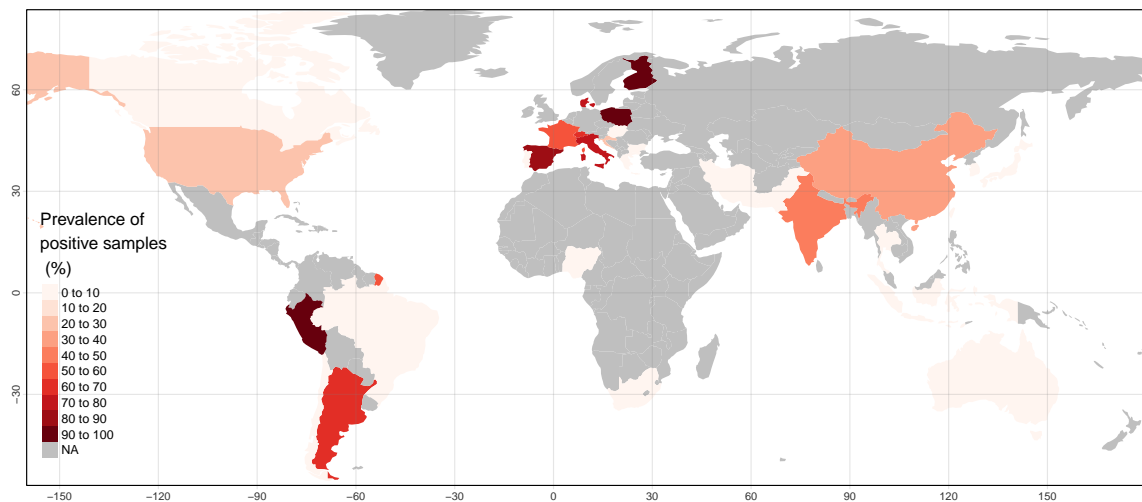 60
30
0
−30
Prevalence of
positive samples
(%)
0 to 10
10 to 20
20 to 30
30 to 40
40 to 50
50 to 60
60 to 70
70 to 80
80 to 90
90 to 100
NA
−150 −120 −90 −60 −30 0 30 60 90 120 150